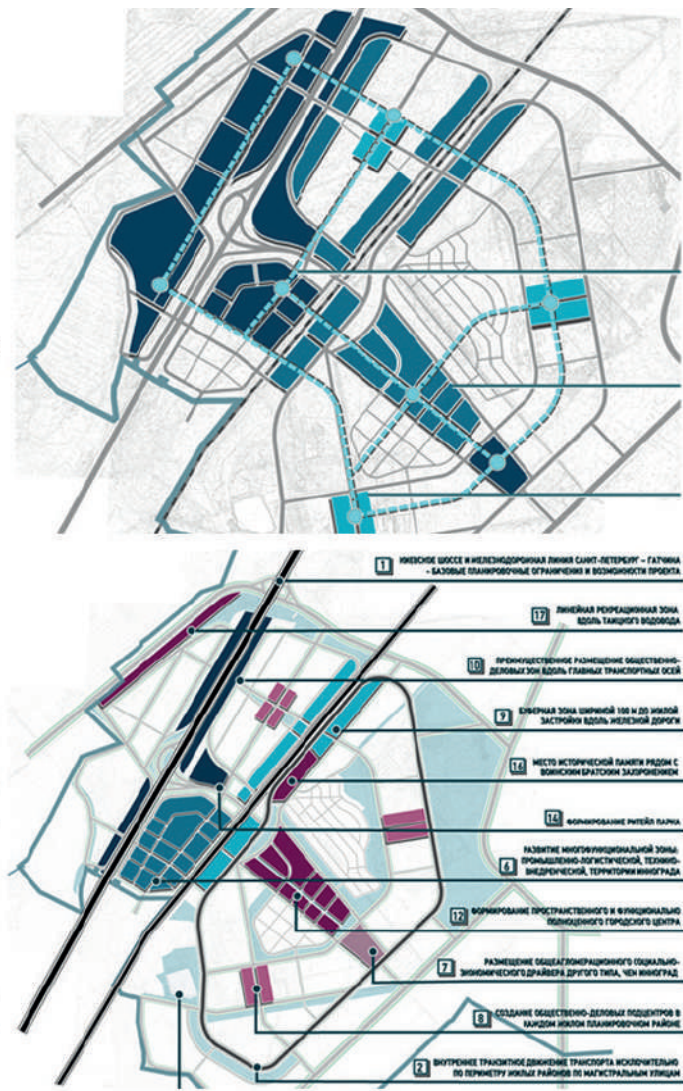 1 КИЕВСКОЕ ШОССЕ И ЖЕЛЕЗНОДОРОЖНАЯ ЛИНИЯ САНКТ-ПЕТЕРБУРГ – ГАТЧИНА
– БАЗОВЫЕ ПЛАНИРОВОЧНЫЕ ОГРАНИЧЕНИЯ И ВОЗМОЖНОСТИ ПРОЕКТА
17 ЛИНЕЙНАЯ РЕКРЕАЦИОННАЯ ЗОНА
ВДОЛЬ ТАИЦКОГО ВОДОВОДА
10 ПРЕИМУЩЕСТВЕННОЕ РАЗМЕЩЕНИЕ ОБЩЕСТВЕННО-
ДЕЛОВЫХ ЗОН ВДОЛЬ ГЛАВНЫХ ТРАНСПОРТНЫХ ОСЕЙ
9 БУФЕРНАЯ ЗОНА ШИРИНОЙ 100 М ДО ЖИЛОЙ
ЗАСТРОЙКИ ВДОЛЬ ЖЕЛЕЗНОЙ ДОРОГИ
16 МЕСТО ИСТОРИЧЕСКОЙ ПАМЯТИ РЯДОМ С
ВОИНСКИМ БРАТСКИМ ЗАХОРОНЕНИЕМ
14 ФОРМИРОВАНИЕ РИТЕЙЛ ПАРКА
6 РАЗВИТИЕ МНОГОФУНКЦИОНАЛЬНОЙ ЗОНЫ:
ПРОМЫШЛЕННО-ЛОГИСТИЧЕСКОЙ, ТЕХНИКО-
ВНЕДРЕНЧЕСКОЙ, ТЕРРИТОРИИ ИННОГРАДА
12 ФОРМИРОВАНИЕ ПРОСТРАНСТВЕННОГО И ФУНКЦИОНАЛЬНО
ПОЛНОЦЕННОГО ГОРОДСКОГО ЦЕНТРА
7 РАЗМЕЩЕНИЕ ОБЩЕАГЛОМЕРАЦИОННОГО СОЦИАЛЬНО-
ЭКОНОМИЧЕСКОГО ДРАЙВЕРА ДРУГОГО ТИПА, ЧЕМ ИННОГРАД
8 СОЗДАНИЕ ОБЩЕСТВЕННО-ДЕЛОВЫХ ПОДЦЕНТРОВ В
КАЖДОМ ЖИЛОМ ПЛАНИРОВОЧНОМ РАЙОНЕ
2 ВНУТРЕННЕЕ ТРАНЗИТНОЕ ДВИЖЕНИЕ ТРАНСПОРТА ИСКЛЮЧИТЕЛЬНО
ПО ПЕРИМЕТРУ ЖИЛЫХ РАЙОНОВ ПО МАГИСТРАЛЬНЫМ УЛИЦАМ